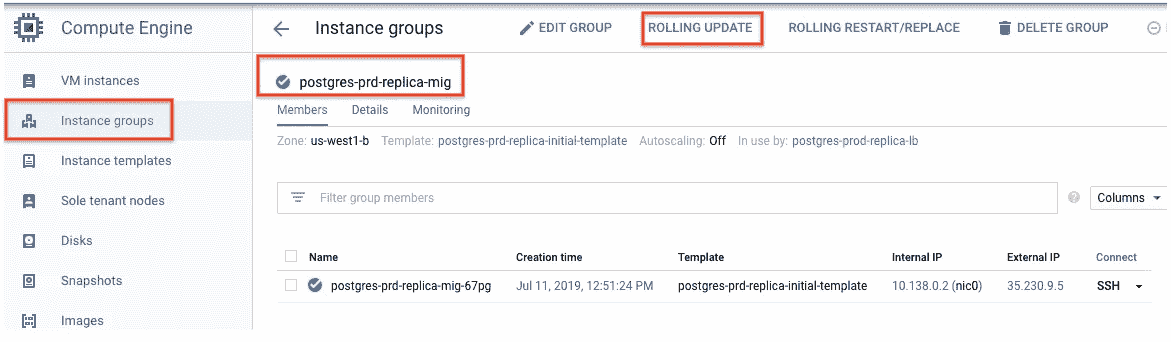 Compute Engine
Instance groups EDIT GROUP ROLLING UPDATE ROLLING RESTART/REPLACE DELETE GROUP
VM instances
Instance groups
Instance templates
Sole tenant nodes
Disks
Snapshots
Images
postgres-prd-replica-mig
Members Details Monitoring
Zone: us-west1-b Template: postgres-prd-replica-initial-template Autoscaling: Off In use by: postgres-prod-replica-lb
Filter group members ? Columns
Name Creation time Template Internal IP External IP Connect
postgres-prd-replica-mig-67pg Jul 11, 2019, 12:51:24 PM postgres-prd-replica-initial-template 10.138.0.2 (nic0) 35.230.9.5 SSH